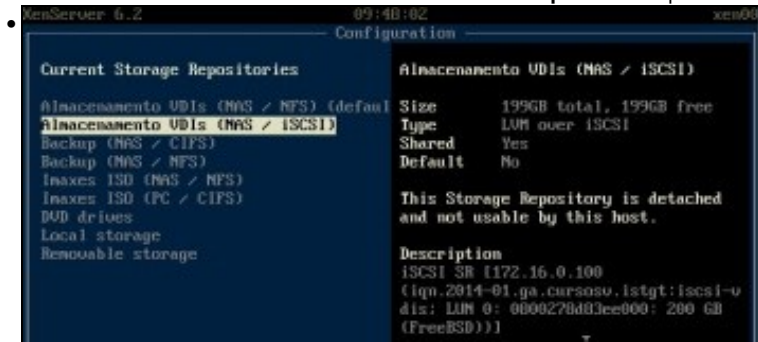 XenServer 6.2 09:48:02 xen00
Configuration
Current Storage Repositories
Almacenamento VDIs (NAS / NFS) (defaul
Almacenamento VDIs (NAS / iSCSI)
Backup (NAS / CIFS)
Backup (NAS / NFS)
Imaxes ISO (NAS / NFS)
Imaxes ISO (PC / CIFS)
DVD drives
Local storage
Removable storage
Almacenamento VDIs (NAS / iSCSI)
Size 199GB total, 199GB free
Type LVM over iSCSI
Shared Yes
Default No
This Storage Repository is detached
and not usable by this host.
Description
iSCSI SR [172.16.0.100
(iqn.2014-01.ga.cursosv.istgt:iscsi-v
dis; LUN 0: 0800278d83ee000: 200 GB
(FreeBSD))]